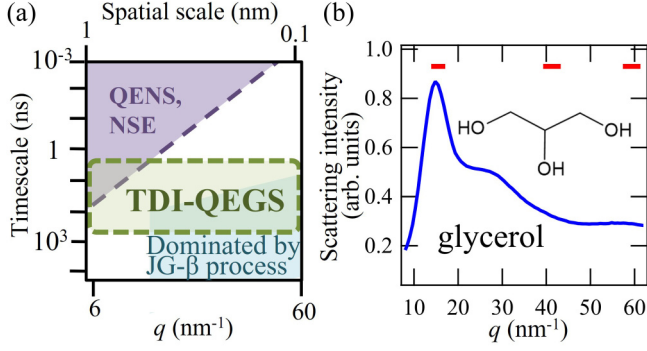 (a)
Spatial scale (nm)
1
0.1
10⁻³
1
10³
Timescale (ns)
QENS,
NSE
TDI-QEGS
Dominated by
JG-β process
6
60
q (nm⁻¹)
(b)
1.0
0.8
0.6
0.4
0.2
Scattering intensity
(arb. units)
HO
OH
OH
glycerol
10
20
30
40
50
60
q (nm⁻¹)